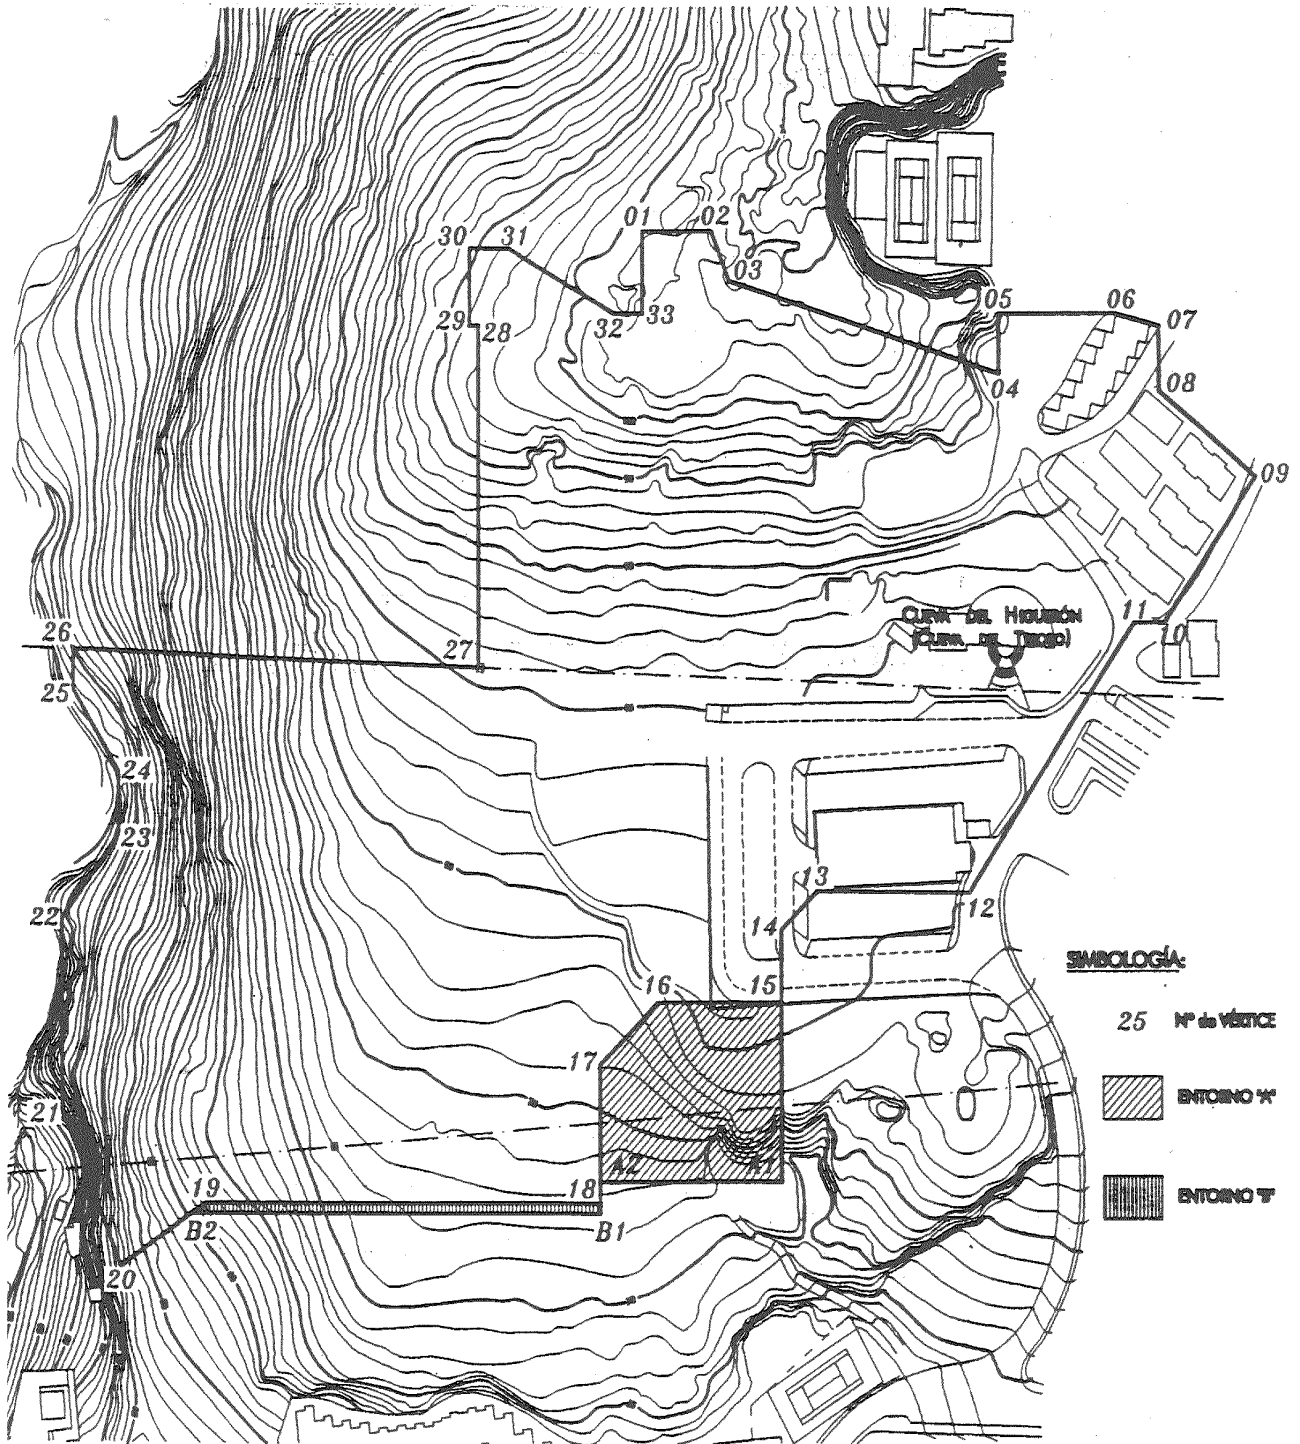 01 02
30 31
03
05 06
07
29 28 32 33
04 08
09
CUEVA DEL HIGUERÓN
(CUEVA DEL TESORO)
11
10
26
27
25
24
23
13
12
22
14
SIMBOLOGÍA:
16 15
25 Nº de VÉRTICE
17
ENTORNO "A"
21
A2 A1
19 18
ENTORNO "B"
B2 B1
20